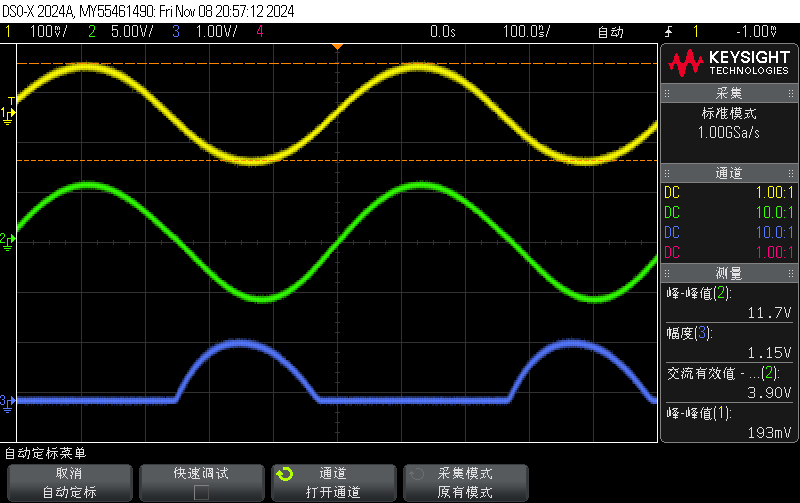 DSO-X 2024A, MY55461490: Fri Nov 08 20:57:12 2024
1 100%/ 2 5.00V/ 3 1.00V/ 4 0.0s 100.0s/ 自动 1 -1.00V
KEYSIGHT
TECHNOLOGIES
采集
标准模式
1.00GSa/s
通道
DC 1.00:1
DC 10.0:1
DC 10.0:1
DC 1.00:1
测量
峰-峰值(2):
11.7V
幅度(3):
1.15V
交流有效值 - ...(2):
3.90V
峰-峰值(1):
193mV
T
1
2
3
自动定标菜单
取消
自动定标
快速调试
通道
打开通道
采集模式
原有模式